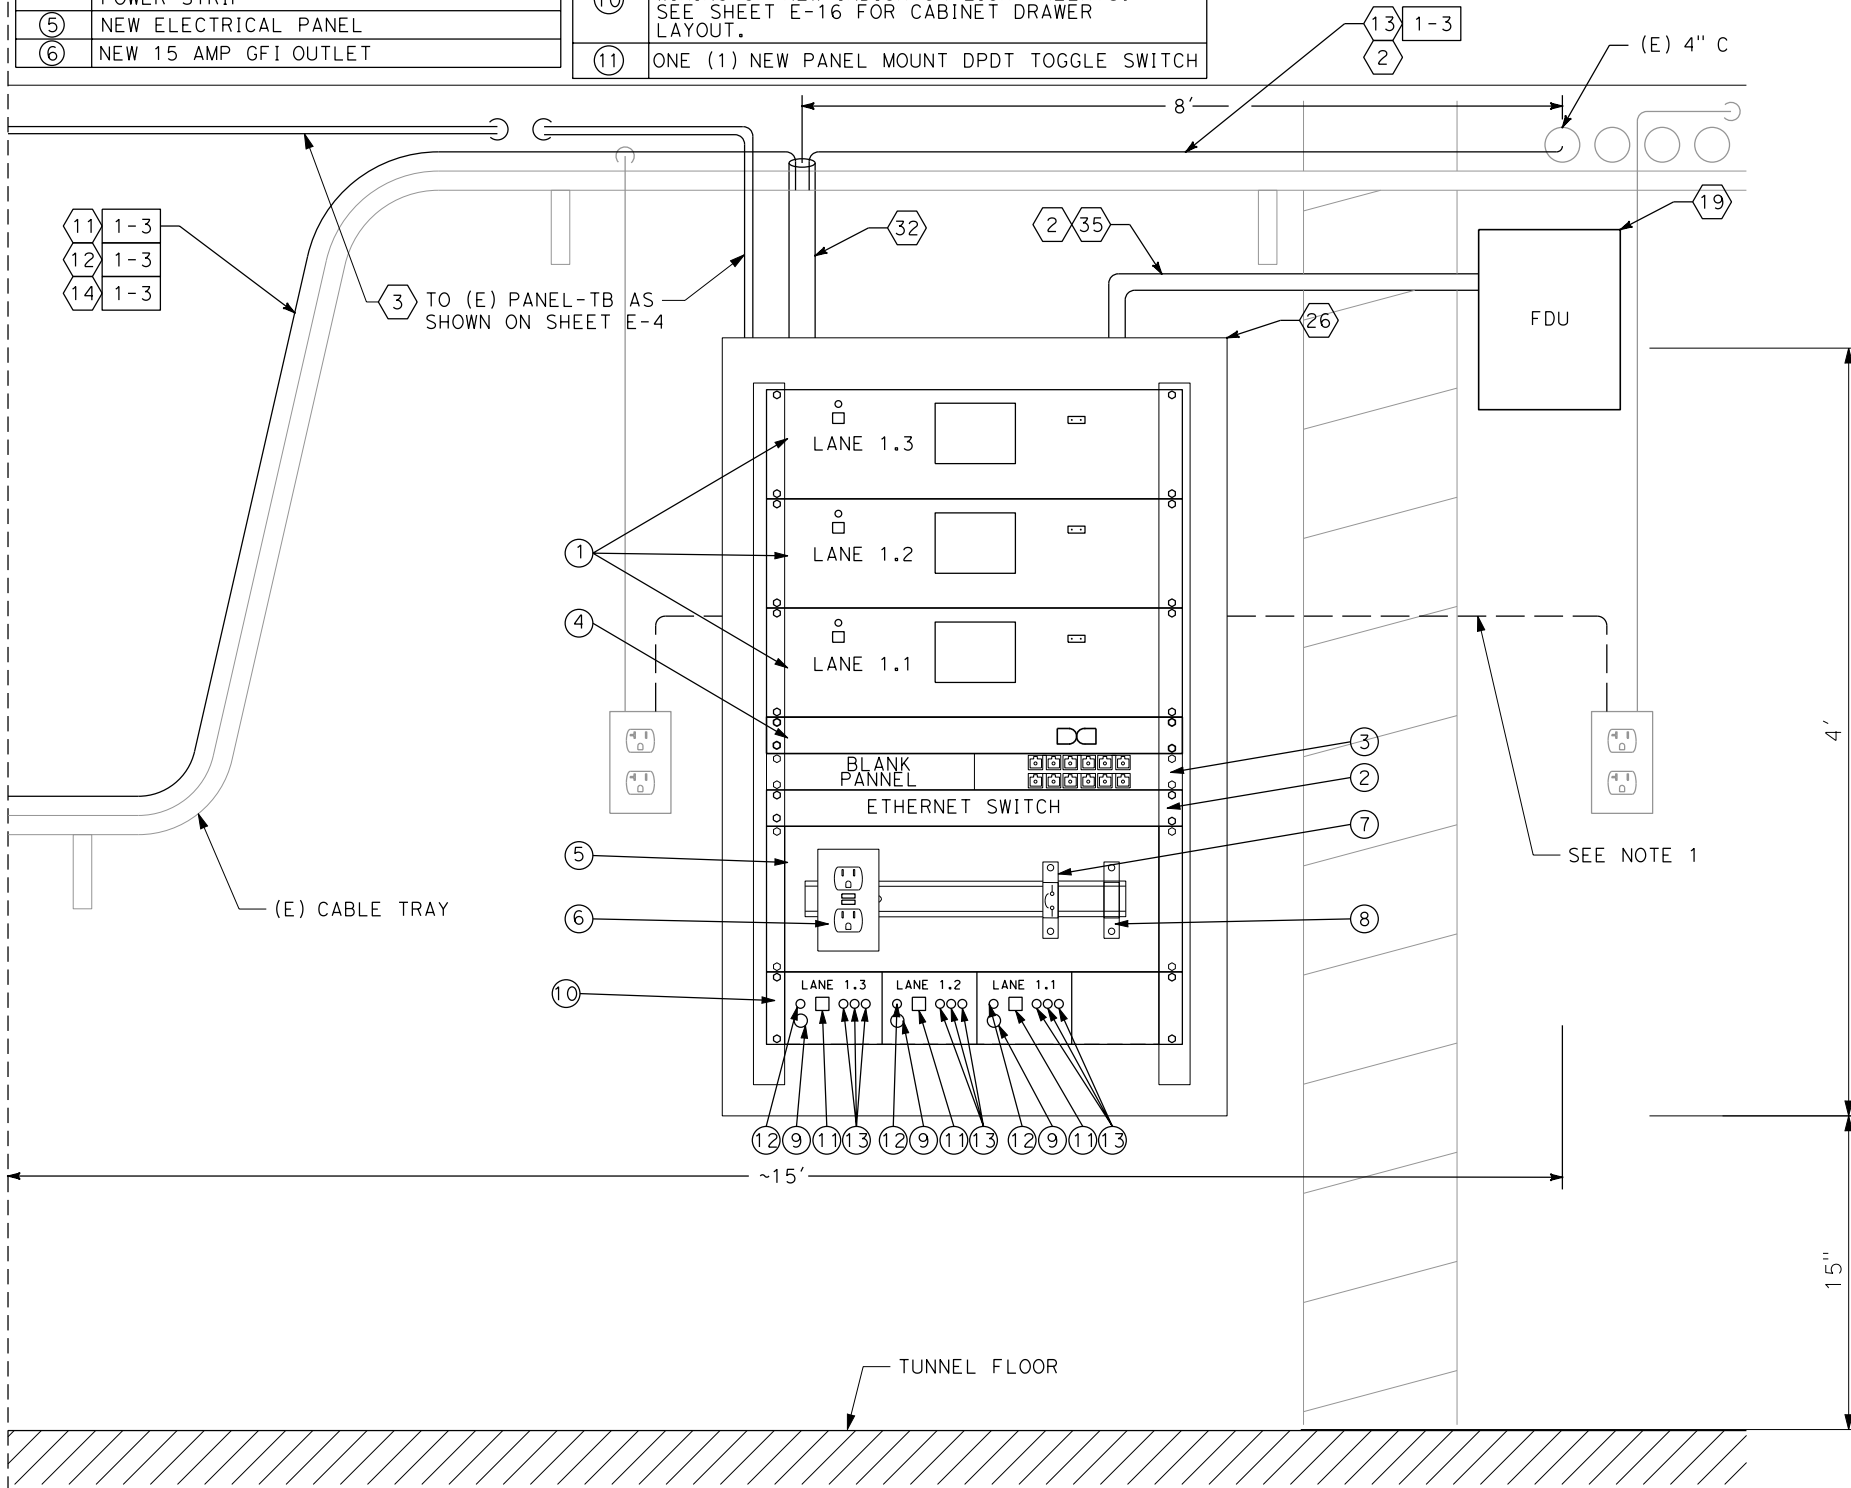 POWER STRIP
5 NEW ELECTRICAL PANEL
6 NEW 15 AMP GFI OUTLET
10
SEE SHEET E-16 FOR CABINET DRAWER
LAYOUT.
11 ONE (1) NEW PANEL MOUNT DPDT TOGGLE SWITCH
13 1-3
2
(E) 4" C
8'
11 1-3
12 1-3
14 1-3
3 TO (E) PANEL-TB AS
SHOWN ON SHEET E-4
32
2 35
19
26
FDU
LANE 1.3
1
LANE 1.2
4
LANE 1.1
4'
3
BLANK
PANNEL
2
ETHERNET SWITCH
7
5
SEE NOTE 1
(E) CABLE TRAY
6
8
10
LANE 1.3 LANE 1.2 LANE 1.1
12 9 11 13 12 9 11 13 12 9 11 13
~15'
15"
TUNNEL FLOOR